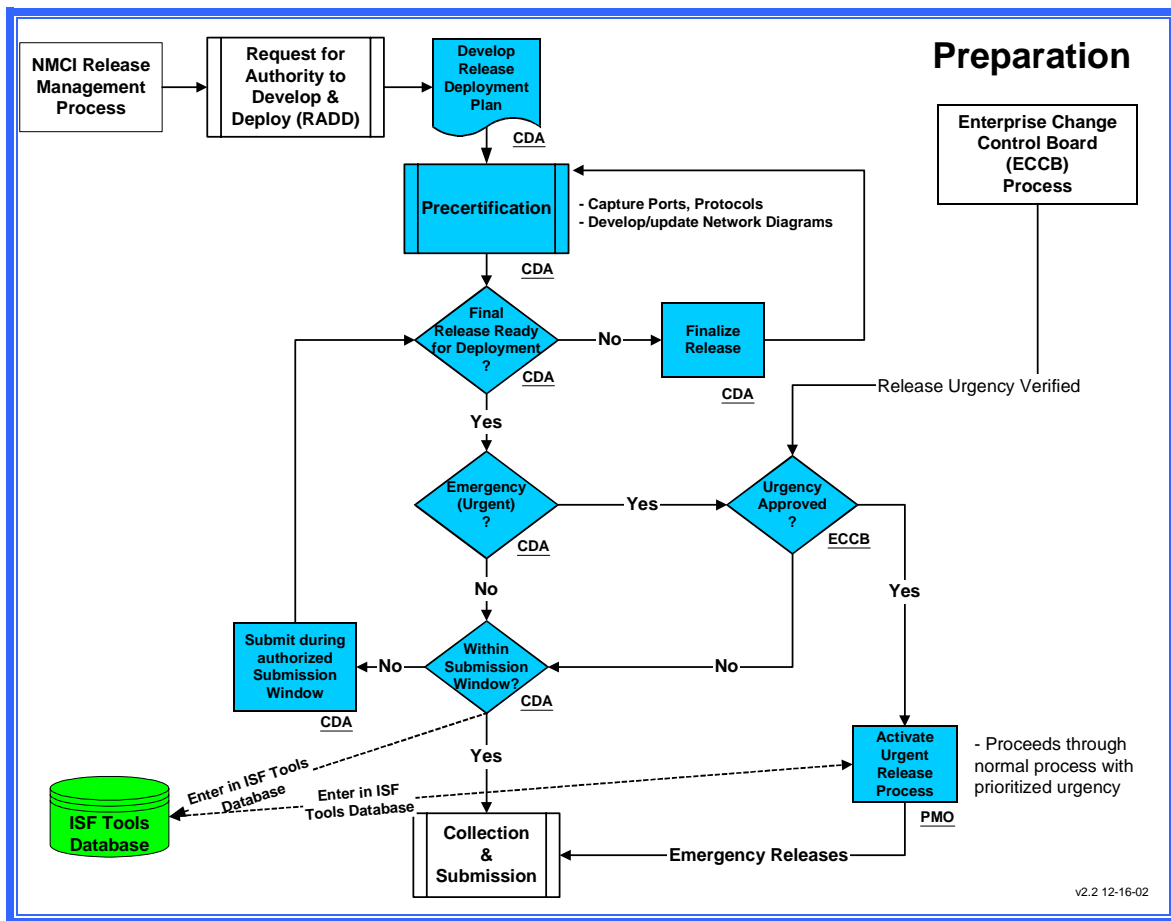 Preparation
NMCI Release
Management
Process
Request for
Authority to
Develop &
Deploy (RADD)
Develop
Release
Deployment
Plan
CDA
Enterprise Change
Control Board
(ECCB)
Process
Precertification
CDA
- Capture Ports, Protocols
- Develop/update Network Diagrams
Final
Release Ready
for Deployment
?
CDA
No
Finalize
Release
CDA
Release Urgency Verified
Yes
Emergency
(Urgent)
?
CDA
Yes
Urgency
Approved
?
ECCB
No
Yes
Submit during
authorized
Submission
Window
CDA
No
Within
Submission
Window?
CDA
No
Activate
Urgent
Release
Process
PMO
- Proceeds through
normal process with
prioritized urgency
Yes
Enter in ISF Tools
Database
Enter in ISF
Tools Database
ISF Tools
Database
Collection
&
Submission
Emergency Releases
v2.2 12-16-02